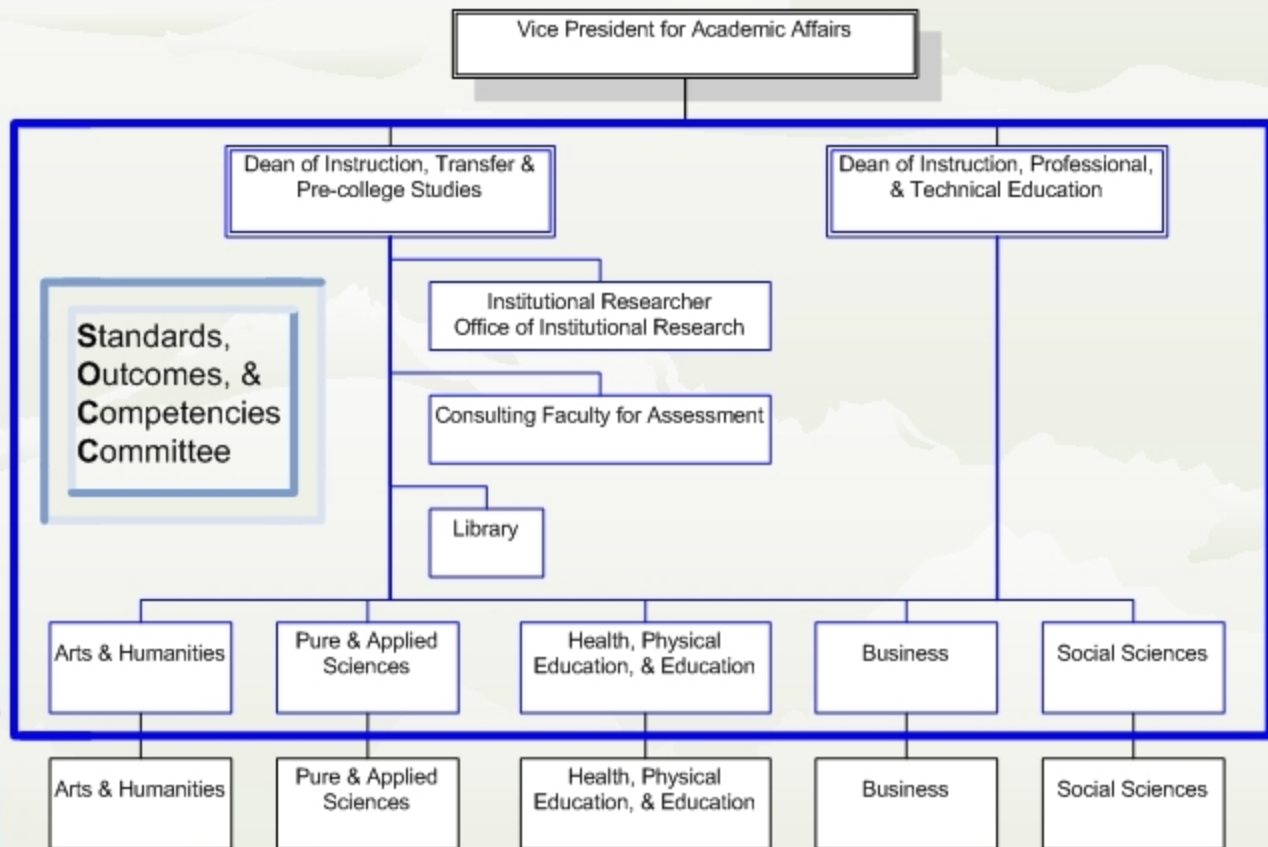 Vice President for Academic Affairs
Dean of Instruction, Transfer &
Pre-college Studies
Dean of Instruction, Professional,
& Technical Education
Institutional Researcher
Office of Institutional Research
Standards,
Outcomes, &
Competencies
Committee
Consulting Faculty for Assessment
Library
Arts & Humanities
Pure & Applied
Sciences
Health, Physical
Education, & Education
Business
Social Sciences
Arts & Humanities
Pure & Applied
Sciences
Health, Physical
Education, & Education
Business
Social Sciences